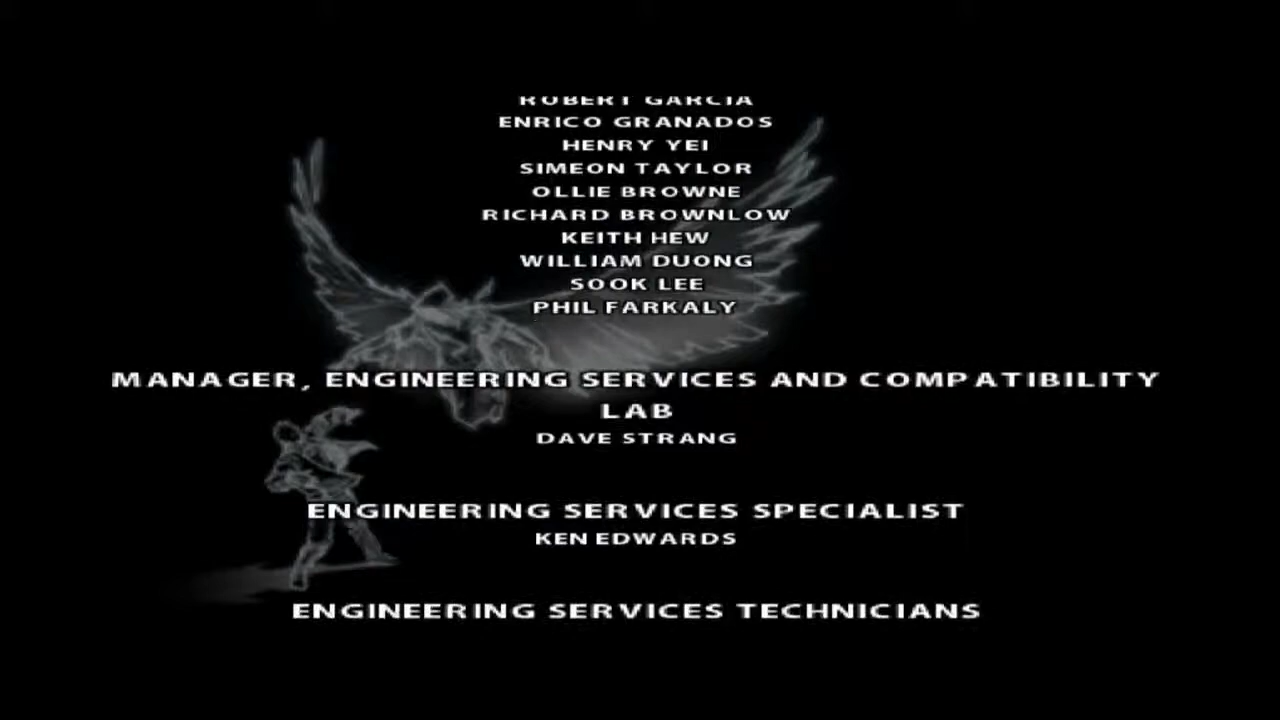 ROBERT GARCIA
ENRICO GRANADOS
HENRY YEI
SIMEON TAYLOR
OLLIE BROWNE
RICHARD BROWNLOW
KEITH HEW
WILLIAM DUONG
SOOK LEE
PHIL FARKALY
MANAGER, ENGINEERING SERVICES AND COMPATIBILITY
LAB
DAVE STRANG
ENGINEERING SERVICES SPECIALIST
KEN EDWARDS
ENGINEERING SERVICES TECHNICIANS